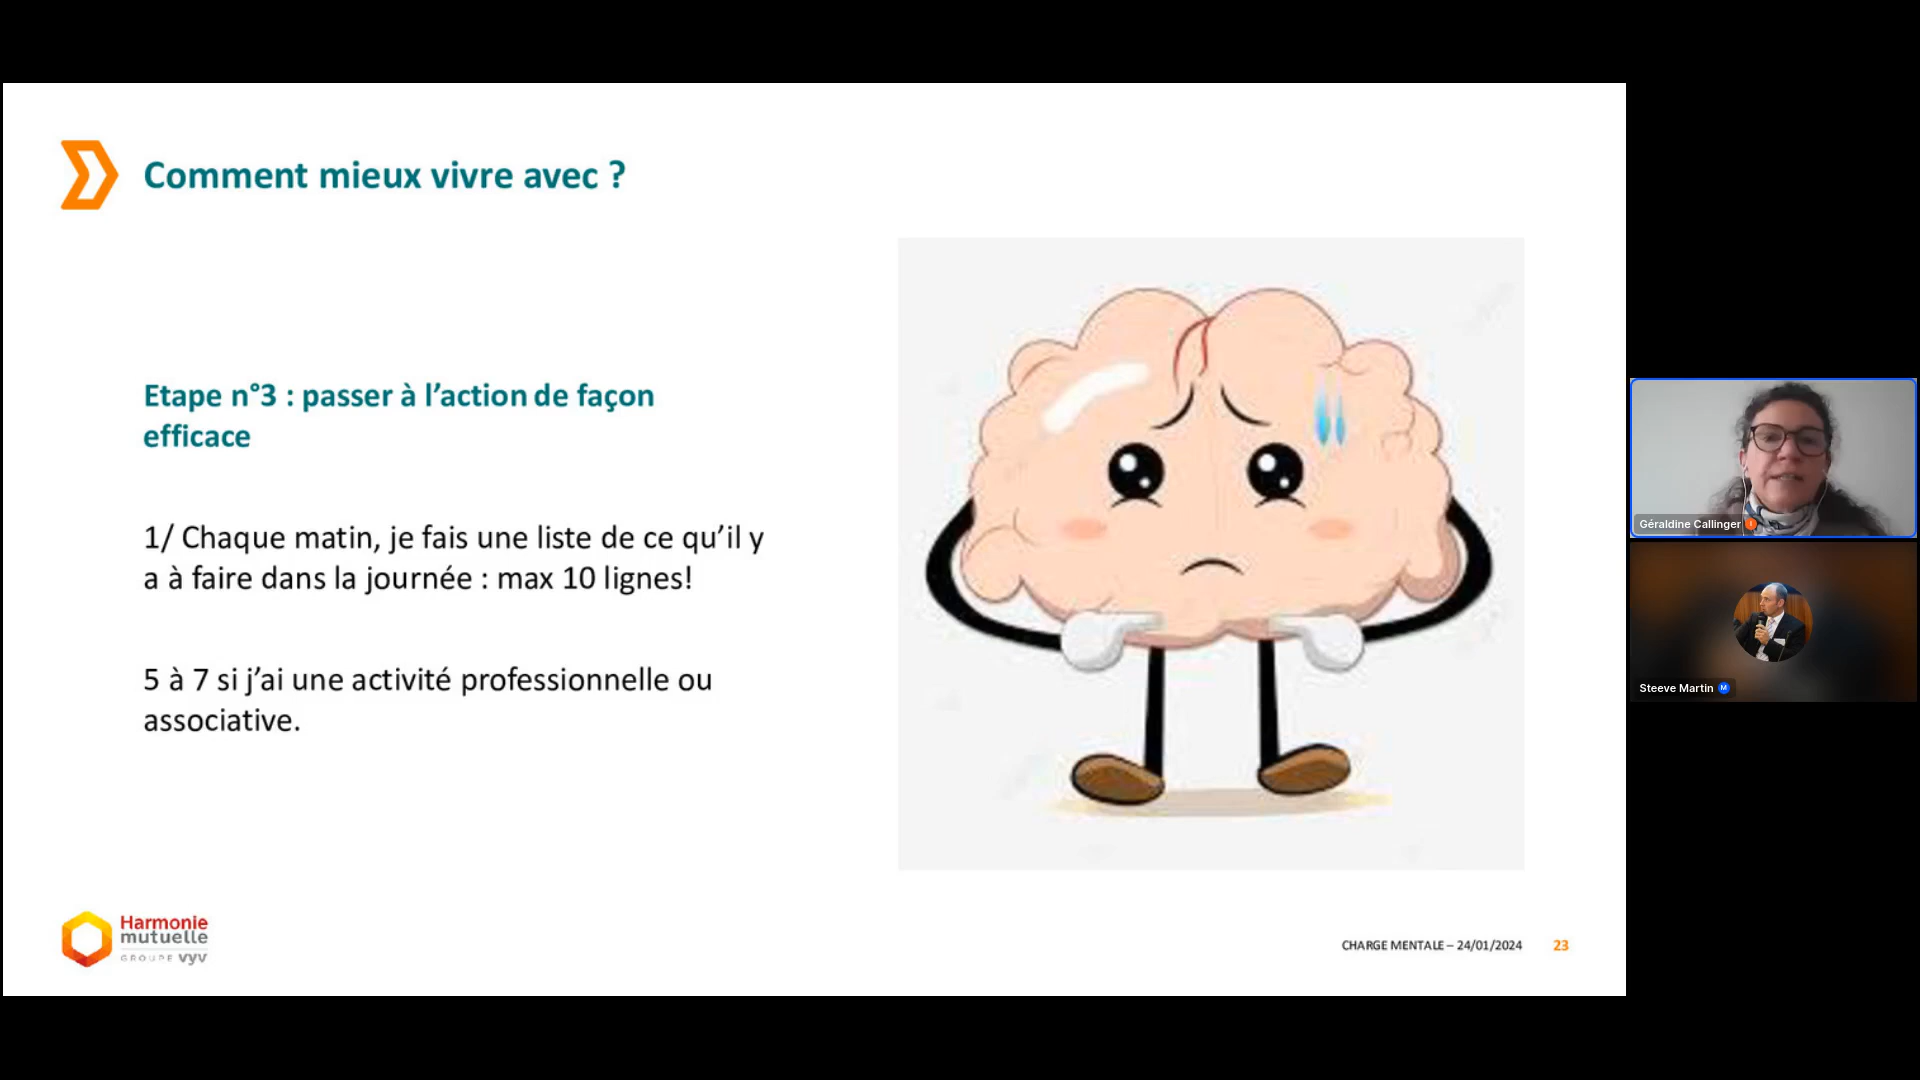 Comment mieux vivre avec ?
Etape n°3 : passer à l’action de façon
efficace
1/ Chaque matin, je fais une liste de ce qu’il y
a à faire dans la journée : max 10 lignes!
5 à 7 si j’ai une activité professionnelle ou
associative.
Harmonie
mutuelle
GROUPE vyv
CHARGE MENTALE – 24/01/2024
23
Géraldine Callinger
Steeve Martin M